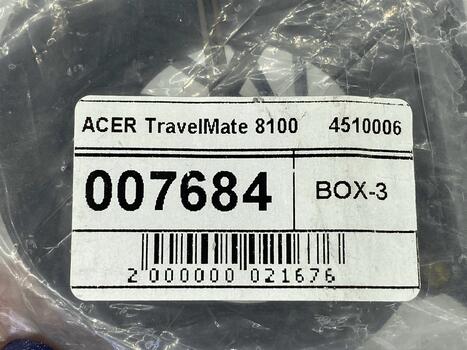 ACER TravelMate 8100 4510006
007684 BOX-3
2 000000 021676